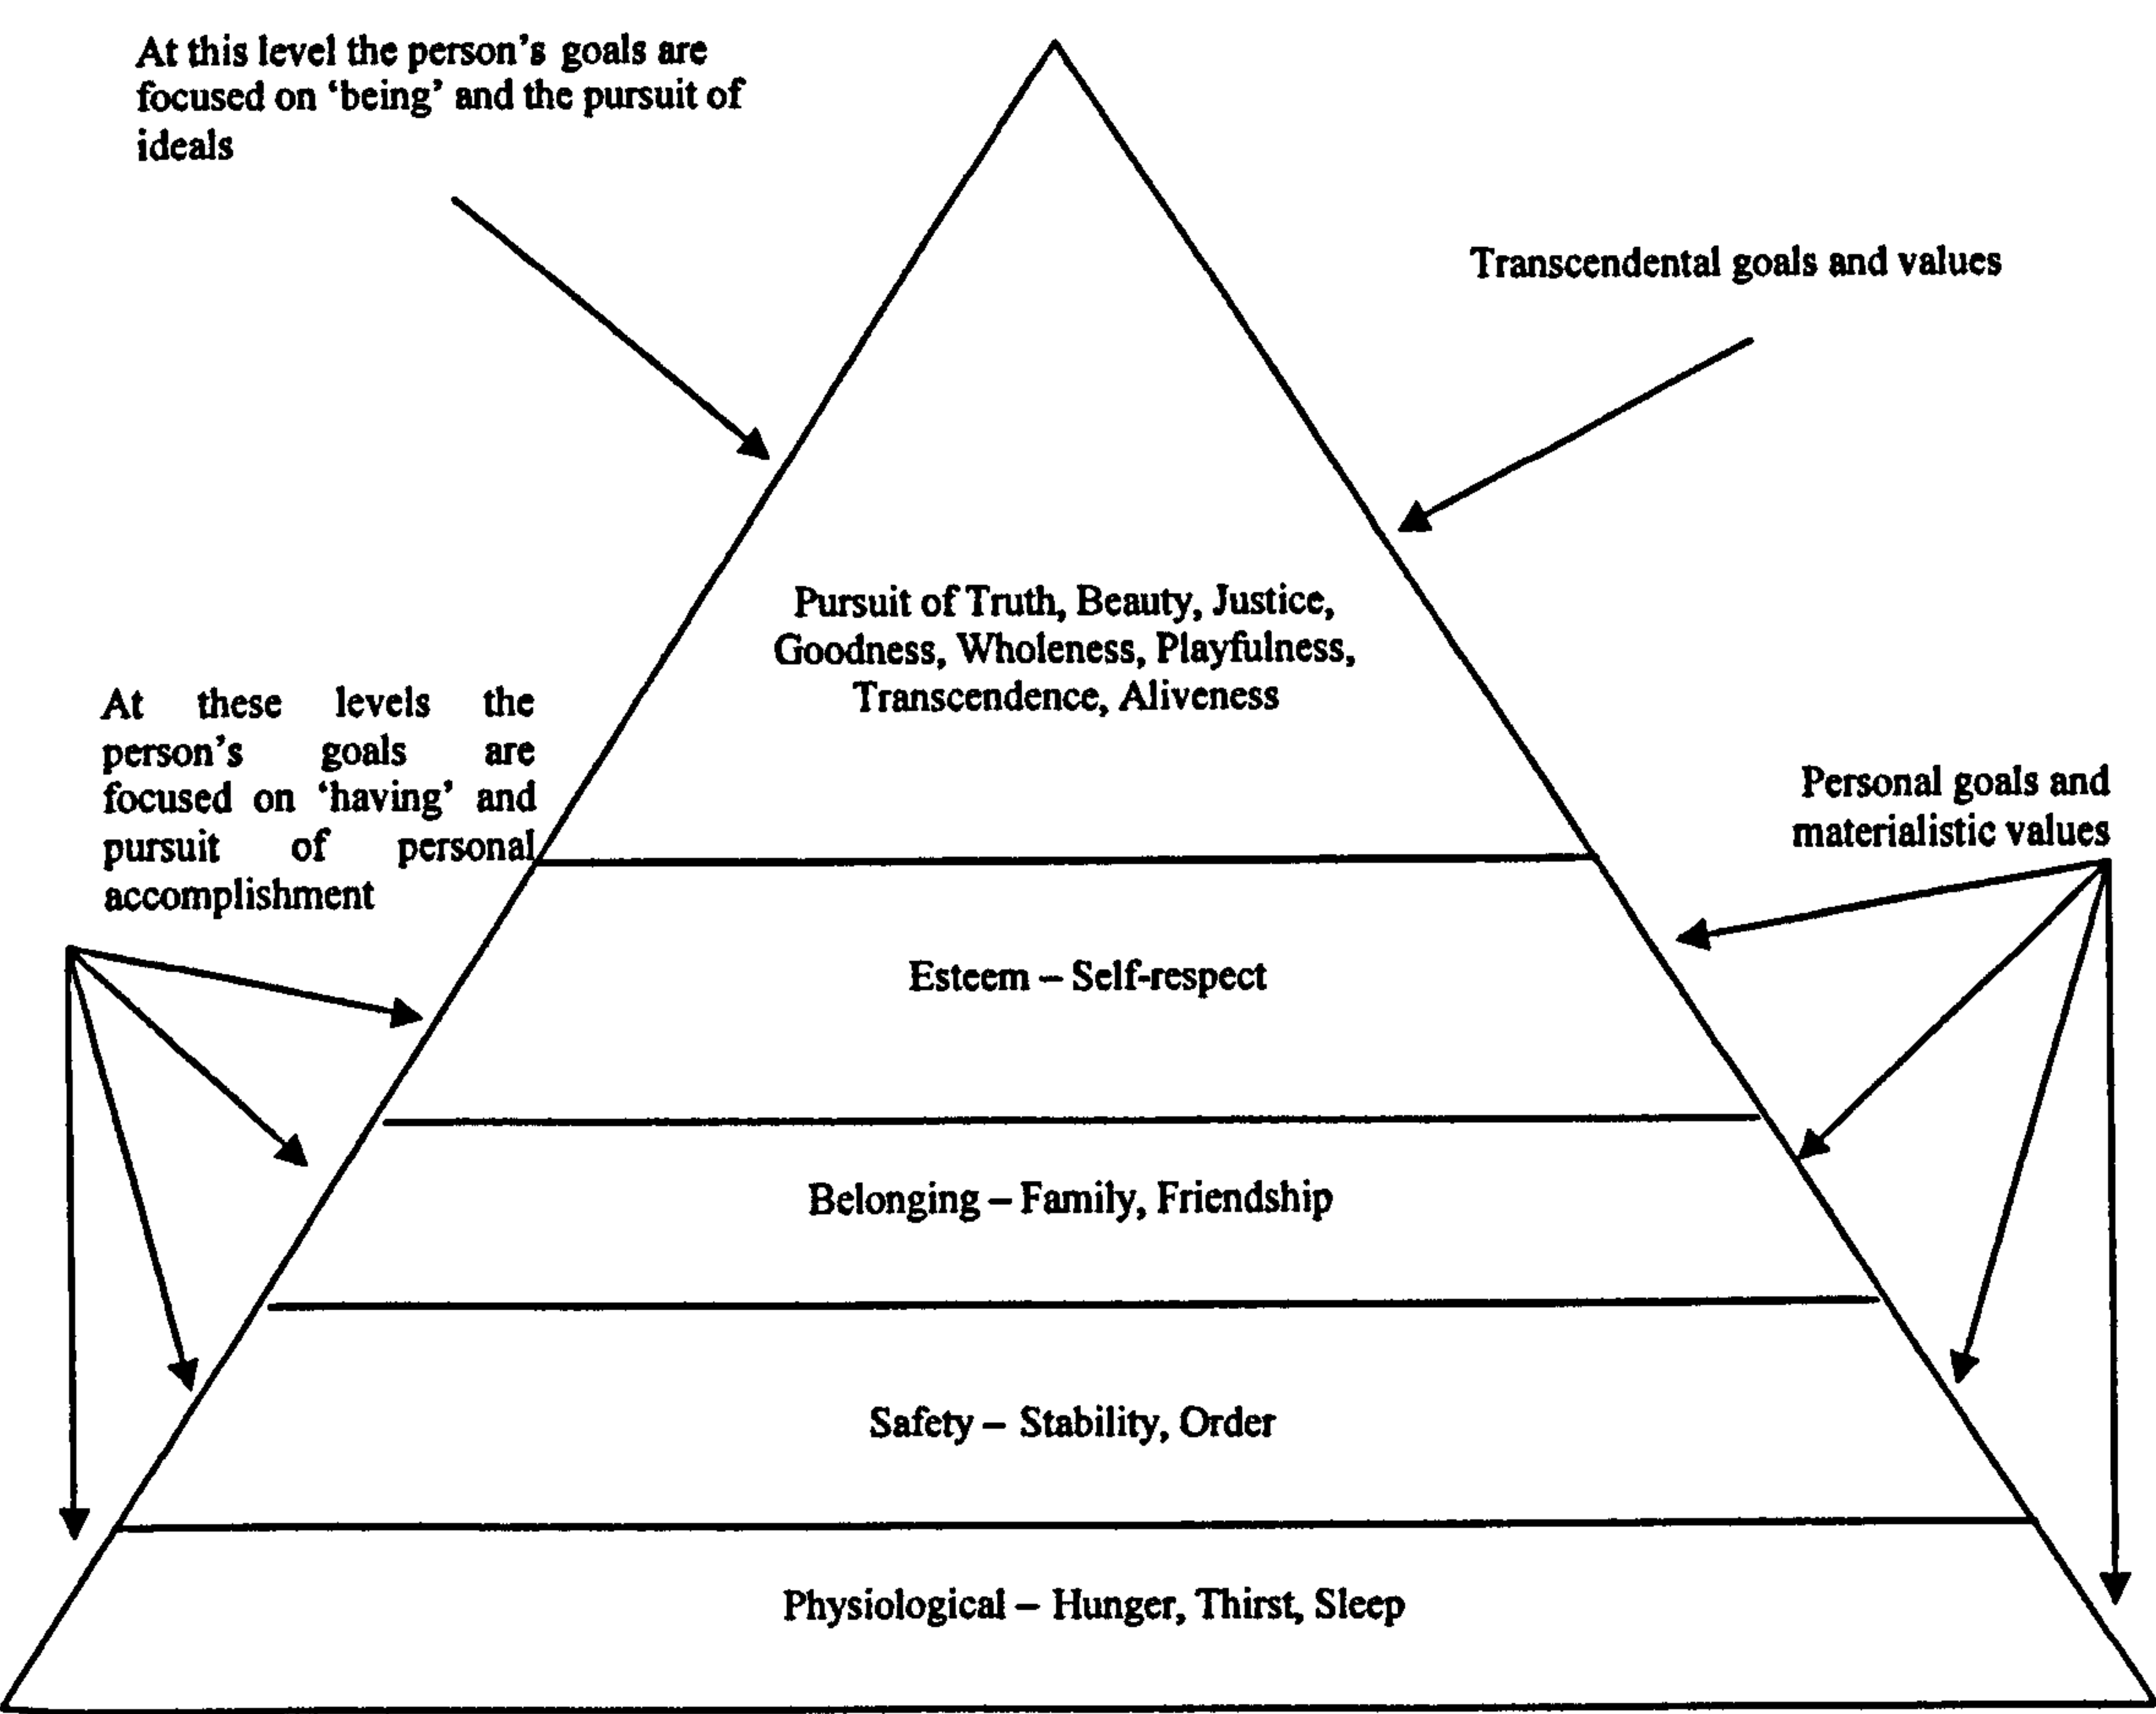 At this level the person's goals are
focused on 'being' and the pursuit of
ideals
Transcendental goals and values
Pursuit of Truth, Beauty, Justice,
Goodness, Wholeness, Playfulness,
Transcendence, Aliveness
At these levels the
person's goals are
focused on 'having' and
pursuit of personal
accomplishment
Personal goals and
materialistic values
Esteem – Self-respect
Belonging – Family, Friendship
Safety – Stability, Order
Physiological – Hunger, Thirst, Sleep